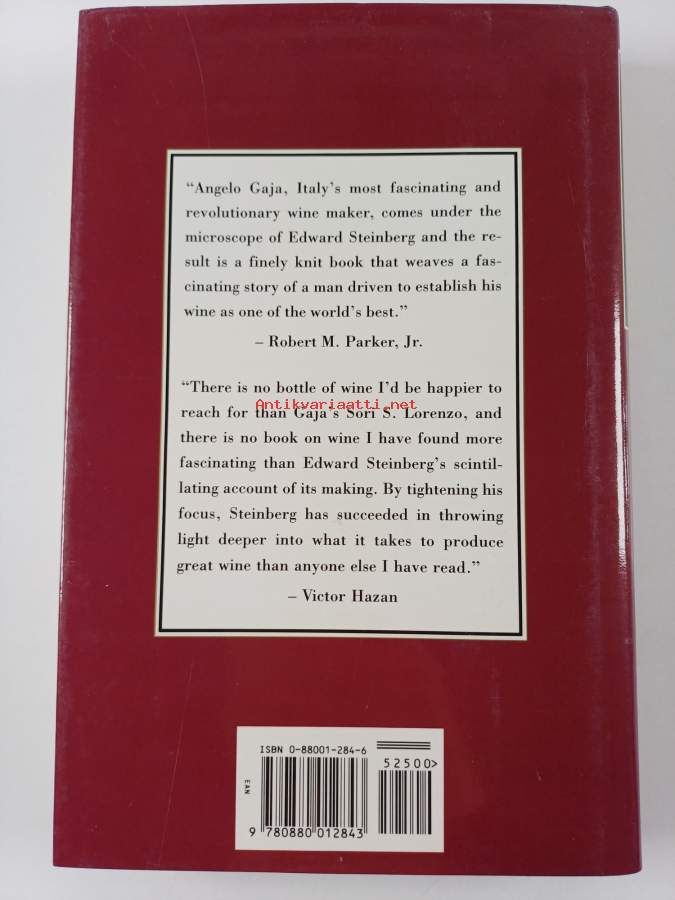 “Angelo Gaja, Italy’s most fascinating and
revolutionary wine maker, comes under the
microscope of Edward Steinberg and the re-
sult is a finely knit book that weaves a fas-
cinating story of a man driven to establish his
wine as one of the world’s best.”
– Robert M. Parker, Jr.
“There is no bottle of wine I’d be happier to
Antikvariaatti.net
reach for than Gaja’s Sorì S. Lorenzo, and
there is no book on wine I have found more
fascinating than Edward Steinberg’s scintil-
lating account of its making. By tightening his
focus, Steinberg has succeeded in throwing
light deeper into what it takes to produce
great wine than anyone else I have read.”
– Victor Hazan
ISBN 0-88001-284-6
52500>
EAN
9 780880 012843